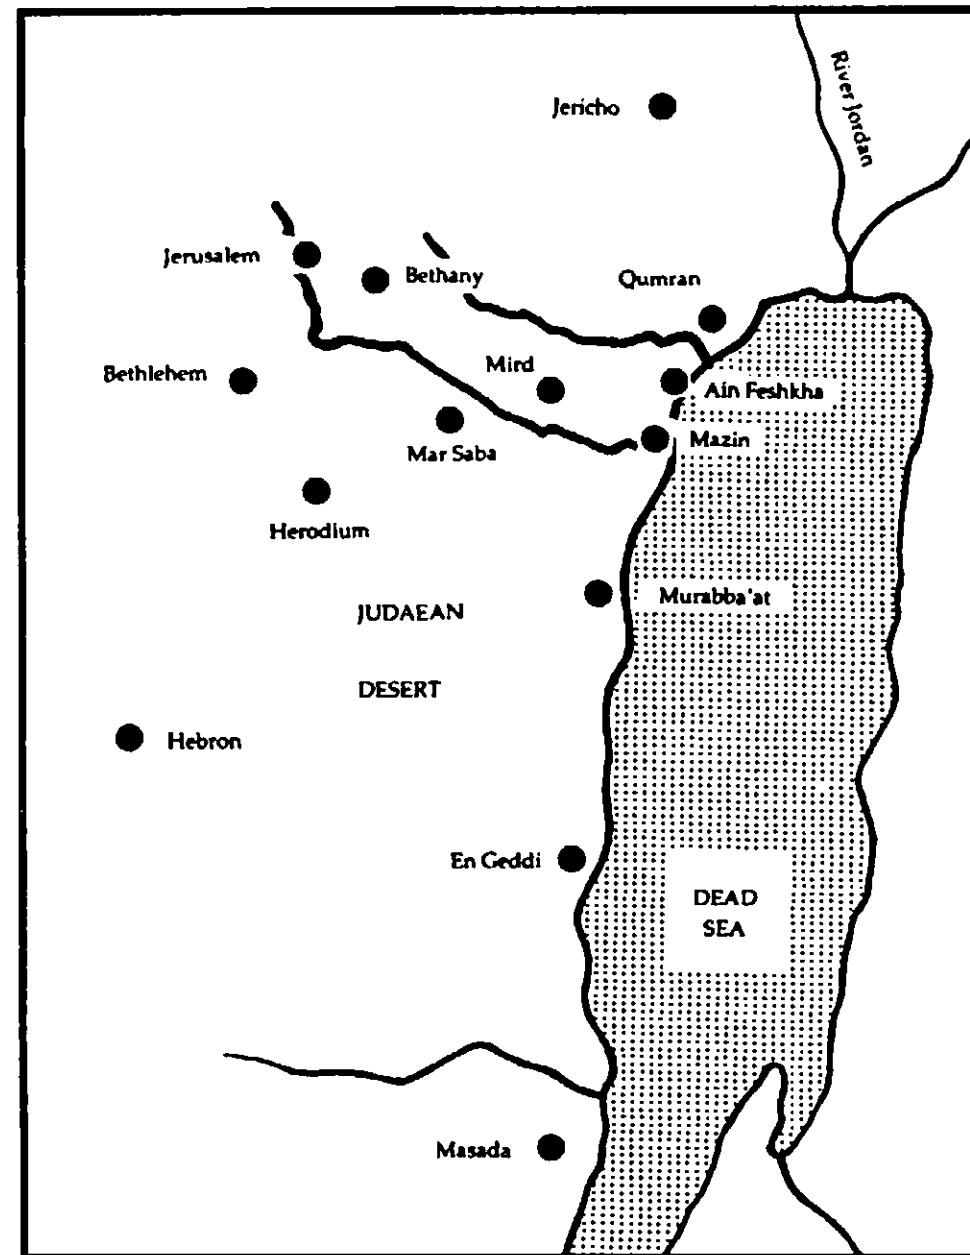 River Jordan
Jericho
Jerusalem
Bethany
Qumran
Mird
Bethlehem
Ain Feshkha
Mar Saba
Mazin
Herodium
Murabba'at
JUDAEAN
DESERT
Hebron
En Geddi
DEAD
SEA
Masada